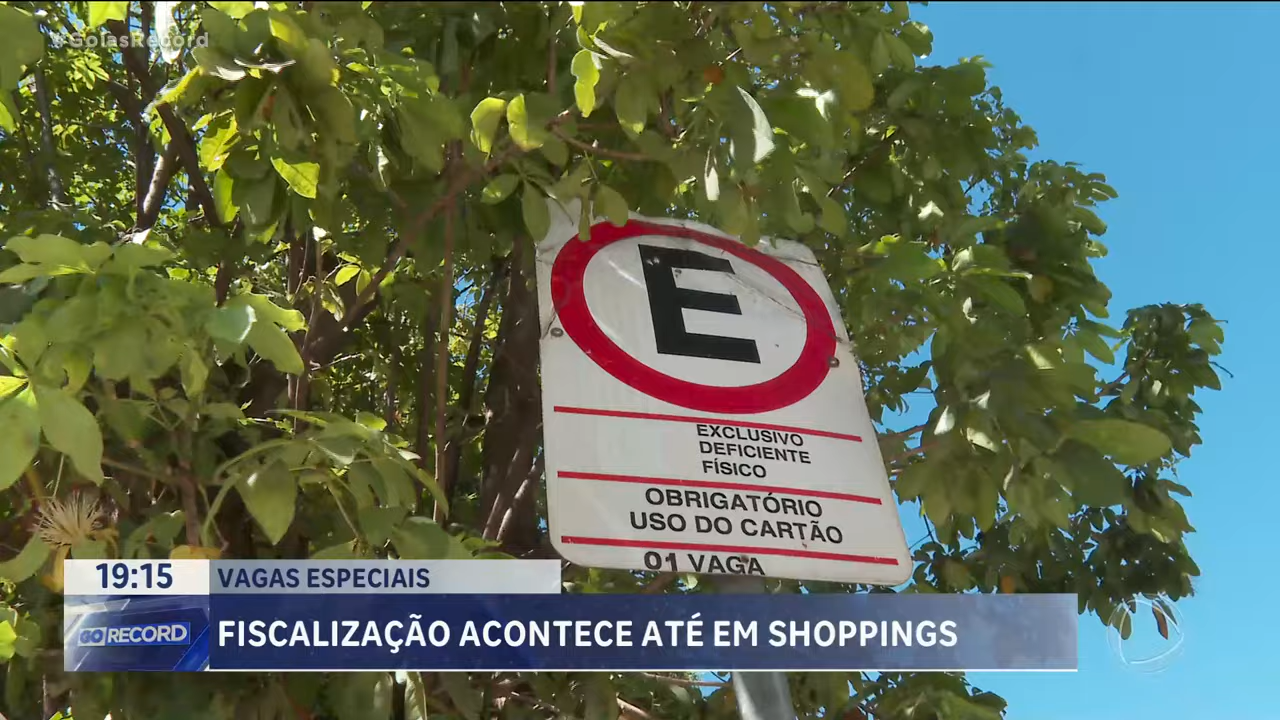 #GoiásRecord
E
EXCLUSIVO
DEFICIENTE
FÍSICO
OBRIGATÓRIO
USO DO CARTÃO
01 VAGA
19:15 VAGAS ESPECIAIS
GO RECORD
FISCALIZAÇÃO ACONTECE ATÉ EM SHOPPINGS